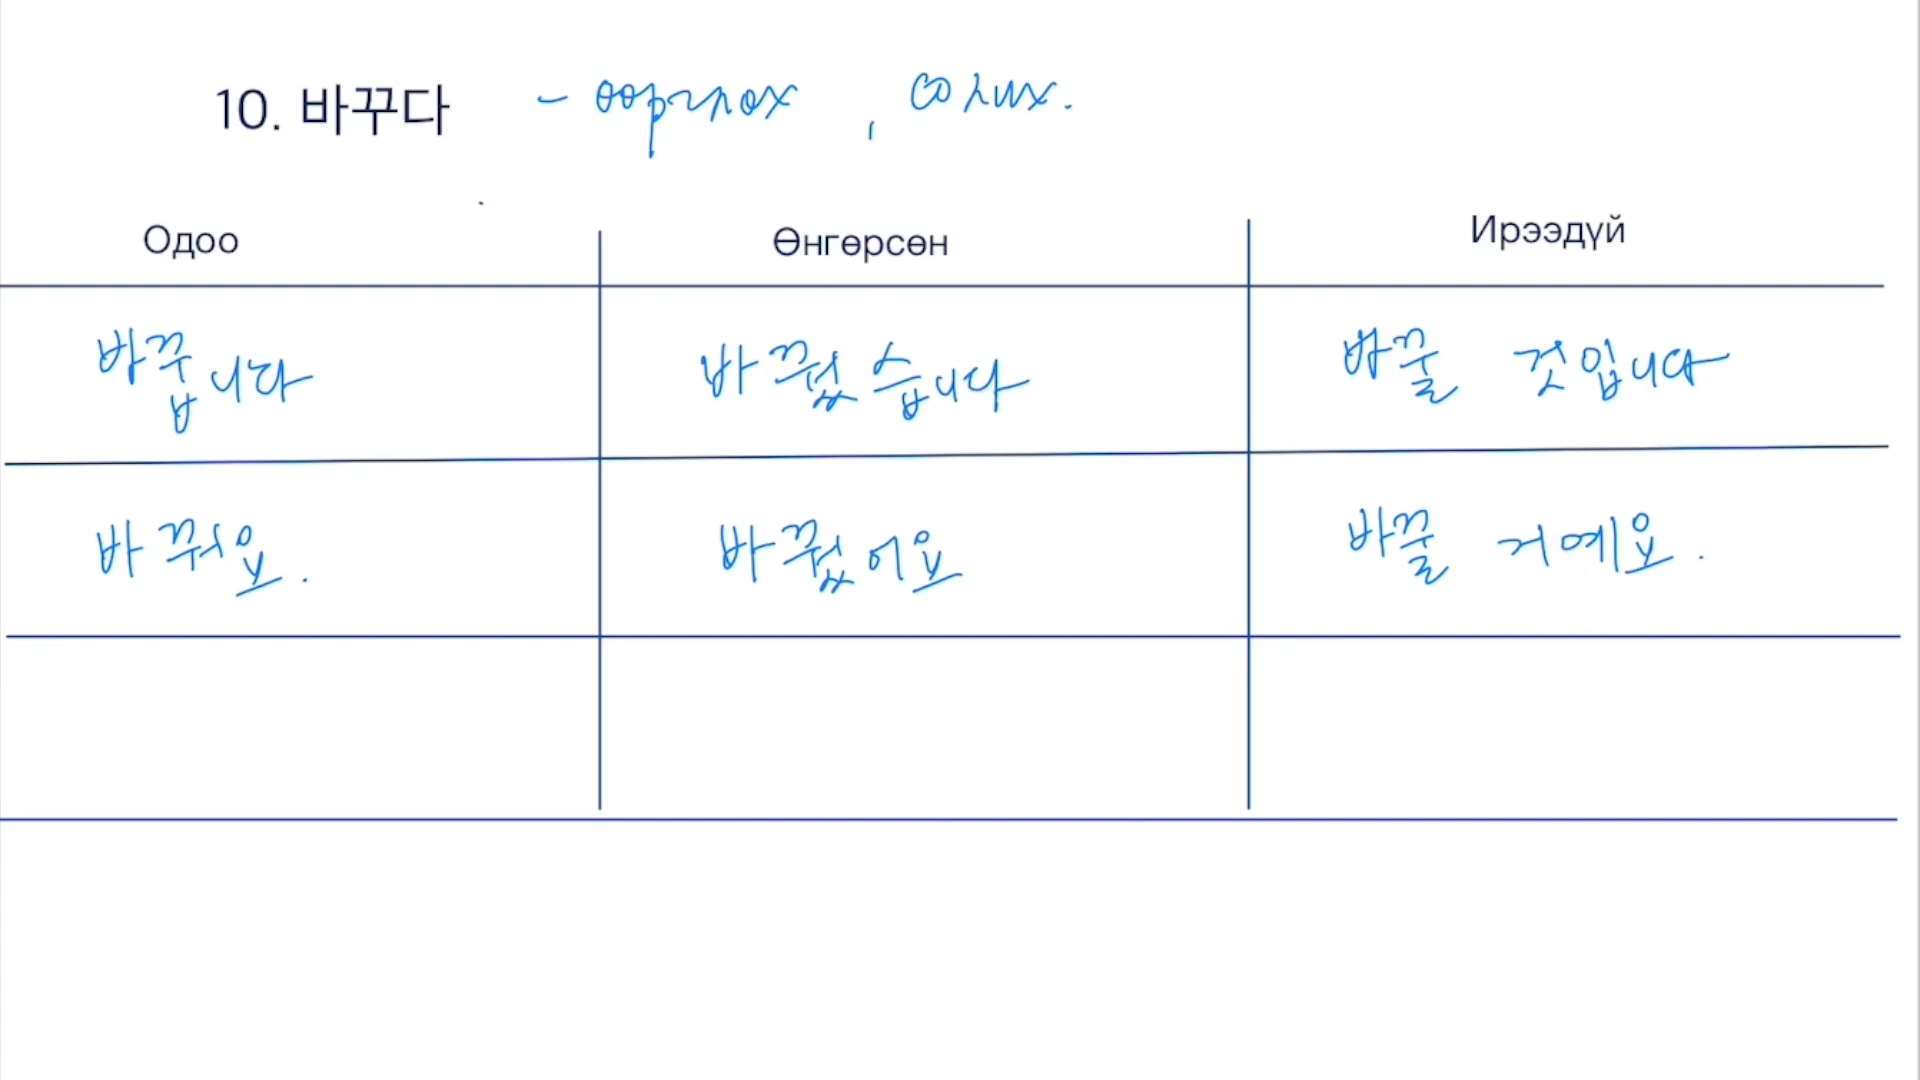 10. 바꾸다 - өөрчлөх, солих.
Одоо Өнгөрсөн Ирээдүй
바꿉니다 바꿨습니다 바꿀 것입니다
바꿔요. 바꿨어요 바꿀 거예요.